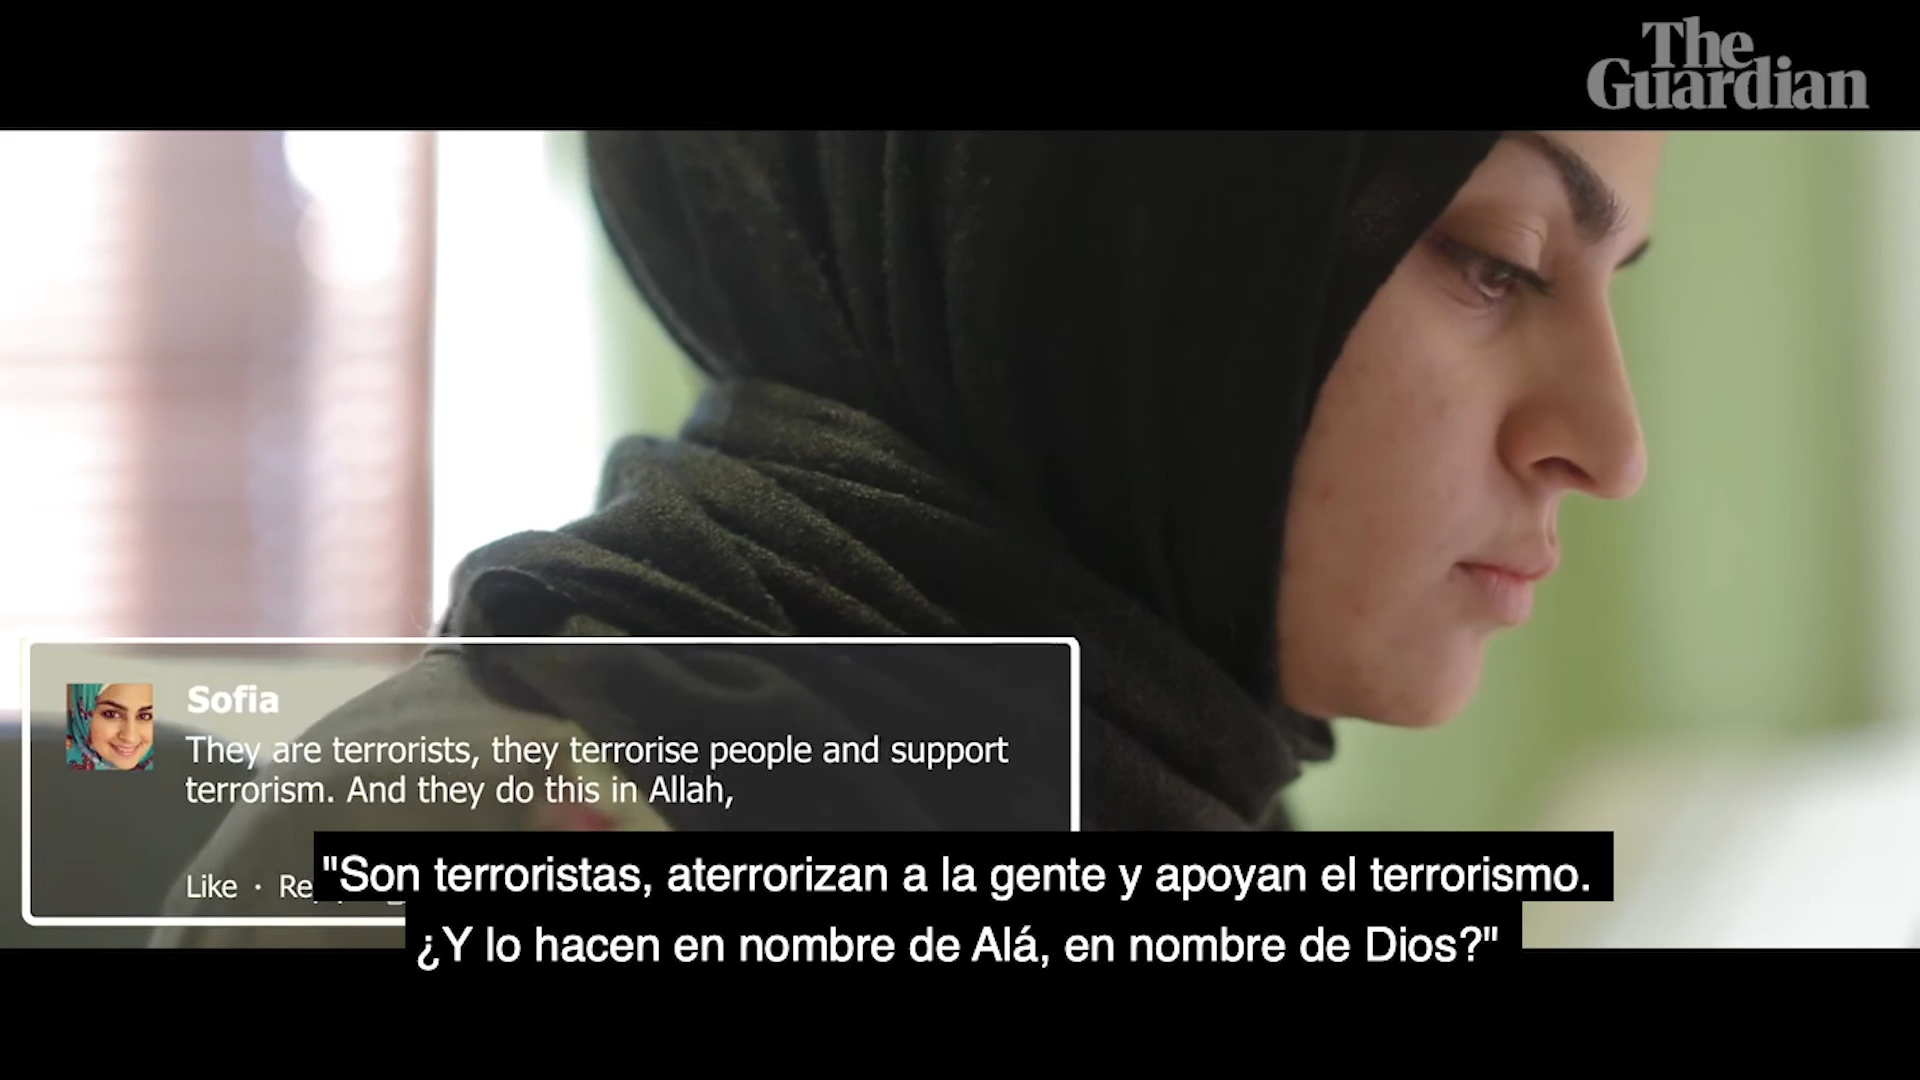 The
Guardian
Sofia
They are terrorists, they terrorise people and support
terrorism. And they do this in Allah,
Like ·
"Son terroristas, aterrorizan a la gente y apoyan el terrorismo.
¿Y lo hacen en nombre de Alá, en nombre de Dios?"